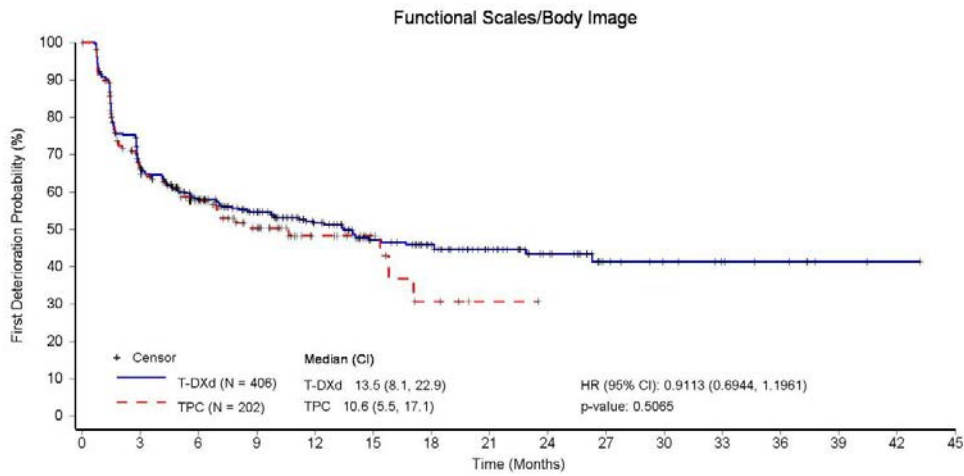 Functional Scales/Body Image
First Deterioration Probability (%)
100
90
80
70
60
50
40
30
20
10
0
+ Censor
T-DXd (N = 406)
TPC (N = 202)
Median (CI)
T-DXd 13.5 (8.1, 22.9)
TPC 10.6 (5.5, 17.1)
HR (95% CI): 0.9113 (0.6944, 1.1961)
p-value: 0.5065
0 3 6 9 12 15 18 21 24 27 30 33 36 39 42 45
Time (Months)